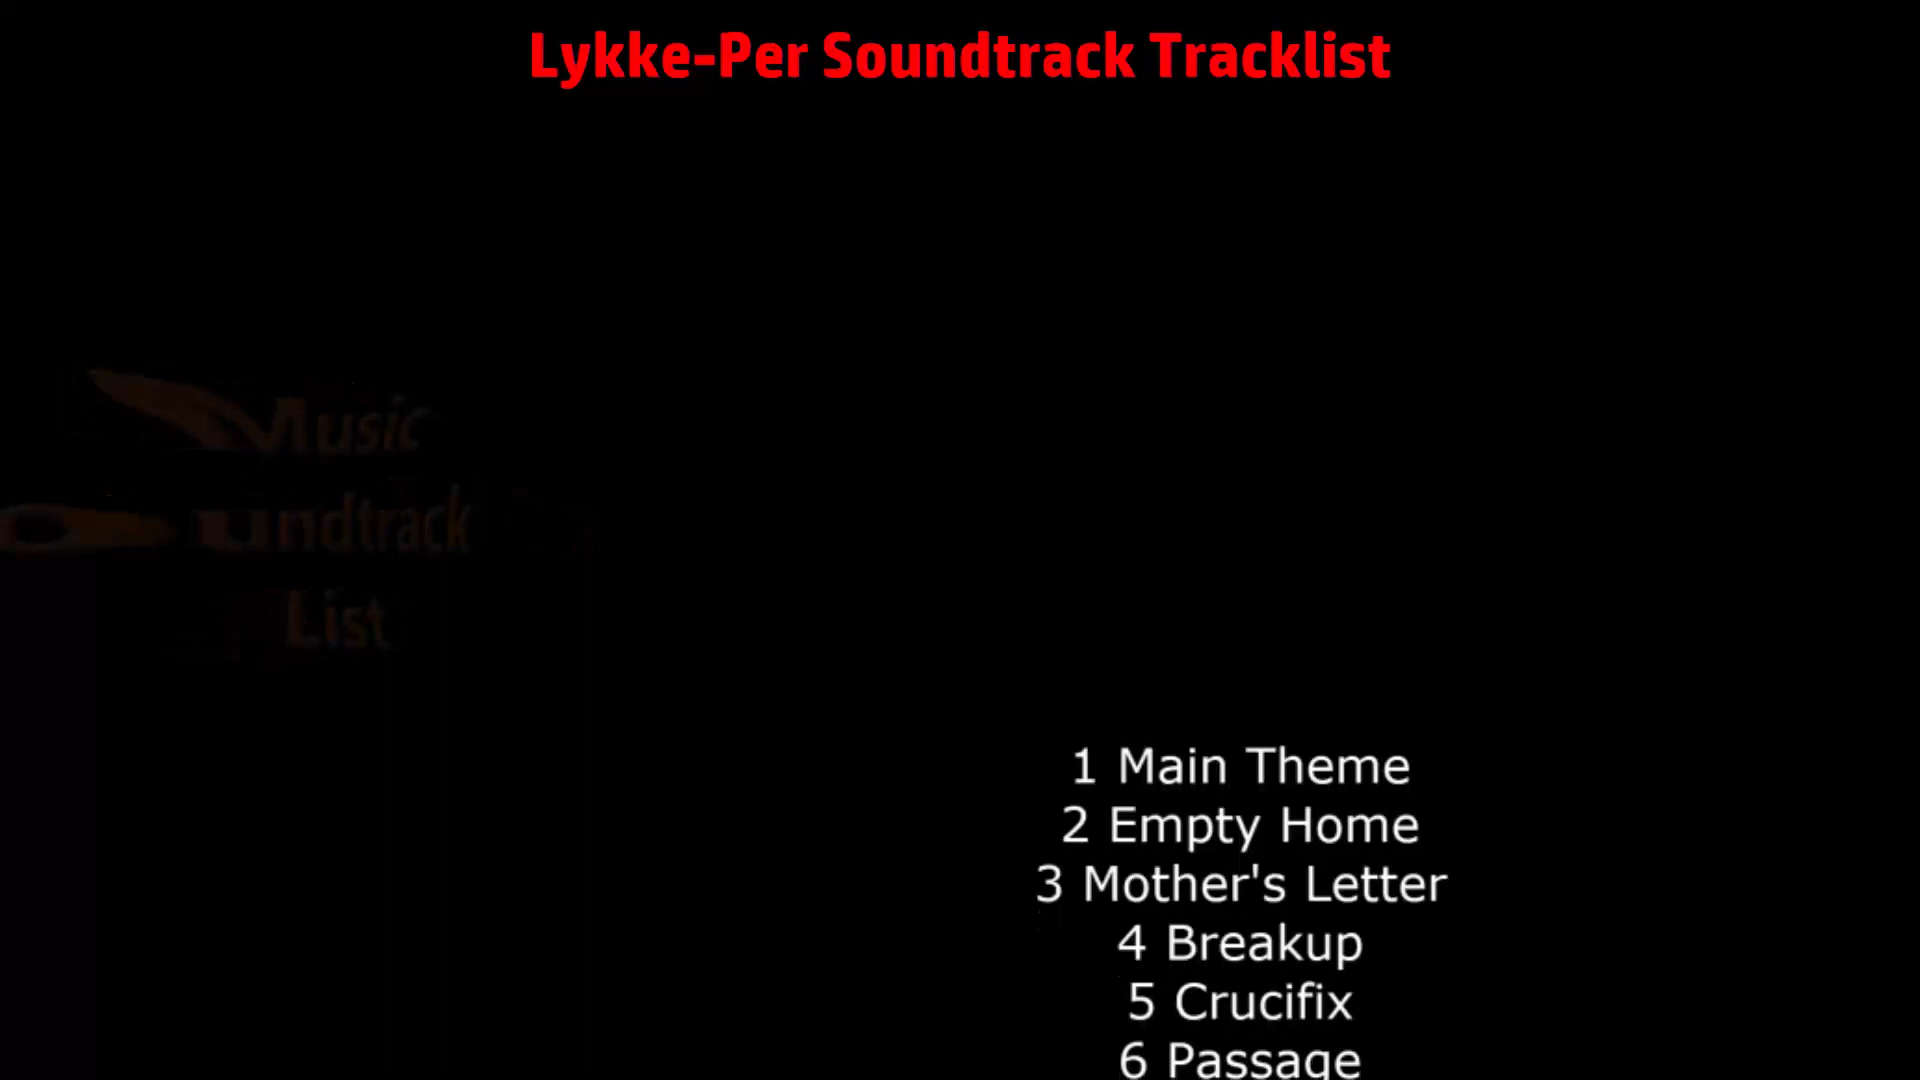 Lykke-Per Soundtrack Tracklist
Music
Soundtrack
List
1 Main Theme
2 Empty Home
3 Mother's Letter
4 Breakup
5 Crucifix
6 Passage